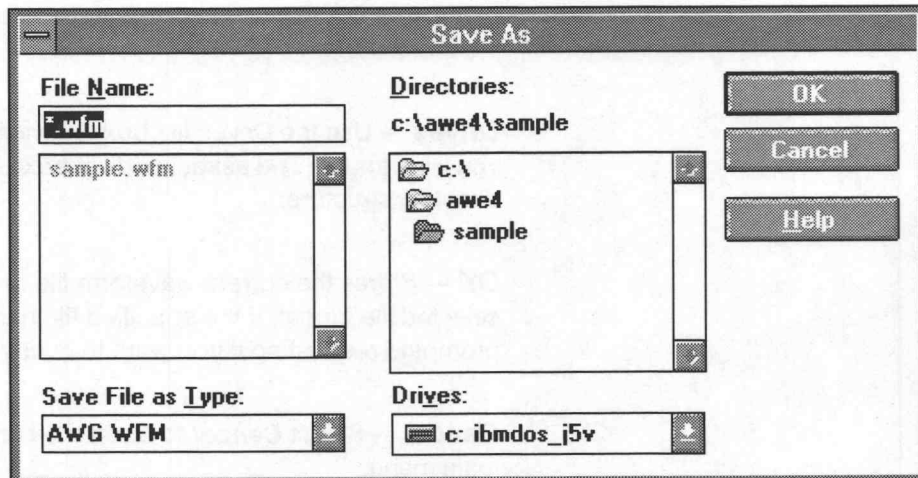 Save As
File Name:
*.wfm
sample.wfm
Directories:
c:\awe4\sample
c:\
awe4
sample
OK
Cancel
Help
Save File as Type:
AWG WFM
Drives:
c: ibmdos_j5v